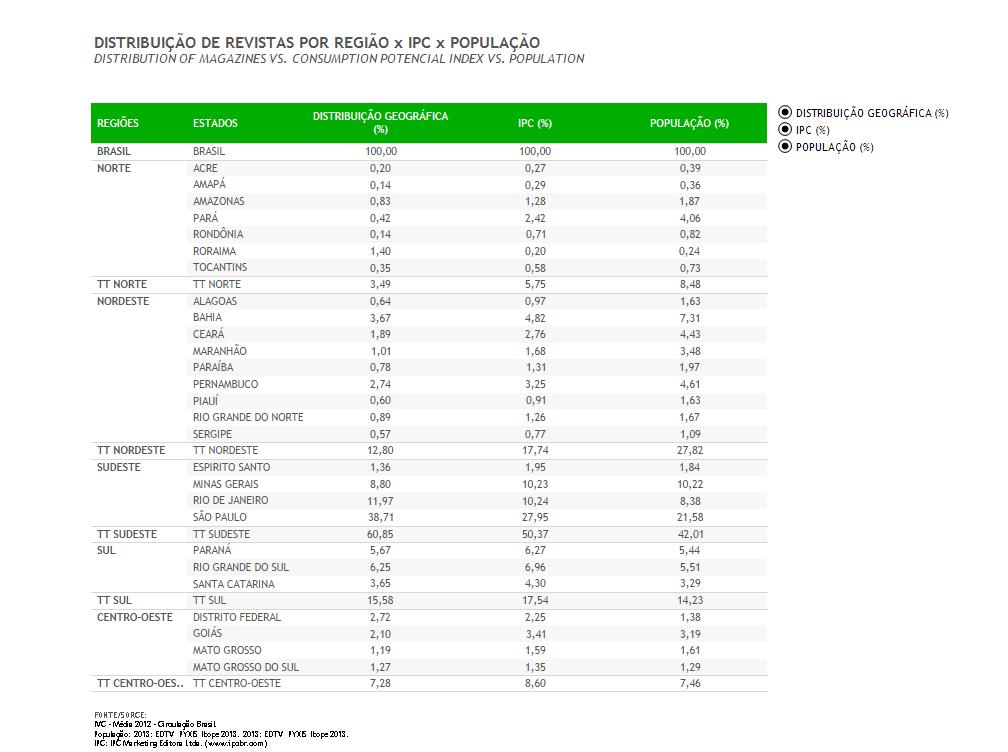 DISTRIBUIÇÃO DE REVISTAS POR REGIÃO x IPC x POPULAÇÃO
DISTRIBUTION OF MAGAZINES VS. CONSUMPTION POTENCIAL INDEX VS. POPULATION
REGIÕES ESTADOS DISTRIBUIÇÃO GEOGRÁFICA (%) IPC (%) POPULAÇÃO (%)
DISTRIBUIÇÃO GEOGRÁFICA (%)
IPC (%)
POPULAÇÃO (%)
BRASIL BRASIL 100,00 100,00 100,00
NORTE ACRE 0,20 0,27 0,39
AMAPÁ 0,14 0,29 0,36
AMAZONAS 0,83 1,28 1,87
PARÁ 0,42 2,42 4,06
RONDÔNIA 0,14 0,71 0,82
RORAIMA 1,40 0,20 0,24
TOCANTINS 0,35 0,58 0,73
TT NORTE TT NORTE 3,49 5,75 8,48
NORDESTE ALAGOAS 0,64 0,97 1,63
BAHIA 3,67 4,82 7,31
CEARÁ 1,89 2,76 4,43
MARANHÃO 1,01 1,68 3,48
PARAÍBA 0,78 1,31 1,97
PERNAMBUCO 2,74 3,25 4,61
PIAUÍ 0,60 0,91 1,63
RIO GRANDE DO NORTE 0,89 1,26 1,67
SERGIPE 0,57 0,77 1,09
TT NORDESTE TT NORDESTE 12,80 17,74 27,82
SUDESTE ESPIRITO SANTO 1,36 1,95 1,84
MINAS GERAIS 8,80 10,23 10,22
RIO DE JANEIRO 11,97 10,24 8,38
SÃO PAULO 38,71 27,95 21,58
TT SUDESTE TT SUDESTE 60,85 50,37 42,01
SUL PARANÁ 5,67 6,27 5,44
RIO GRANDE DO SUL 6,25 6,96 5,51
SANTA CATARINA 3,65 4,30 3,29
TT SUL TT SUL 15,58 17,54 14,23
CENTRO-OESTE DISTRITO FEDERAL 2,72 2,25 1,38
GOIÁS 2,10 3,41 3,19
MATO GROSSO 1,19 1,59 1,61
MATO GROSSO DO SUL 1,27 1,35 1,29
TT CENTRO-OES.. TT CENTRO-OESTE 7,28 8,60 7,46
FONTE/SORCE:
IVC - Média 2012 - Circulação Brasil.
População: 2013: EDTV PYXIS Ibope 2013. 2013: EDTV PYXIS Ibope 2013.
IPC: IPC Marketing Editora Ltda. (www.ipcbr.com)